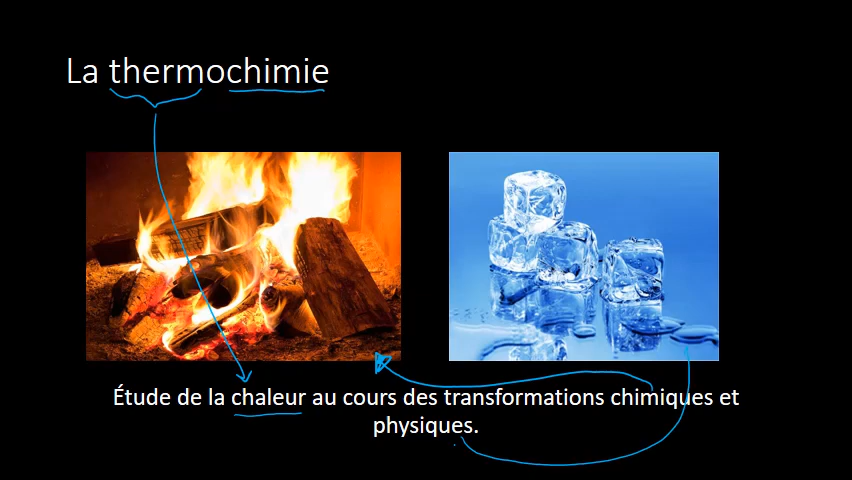 La thermochimie
Étude de la chaleur au cours des transformations chimiques et
physiques.